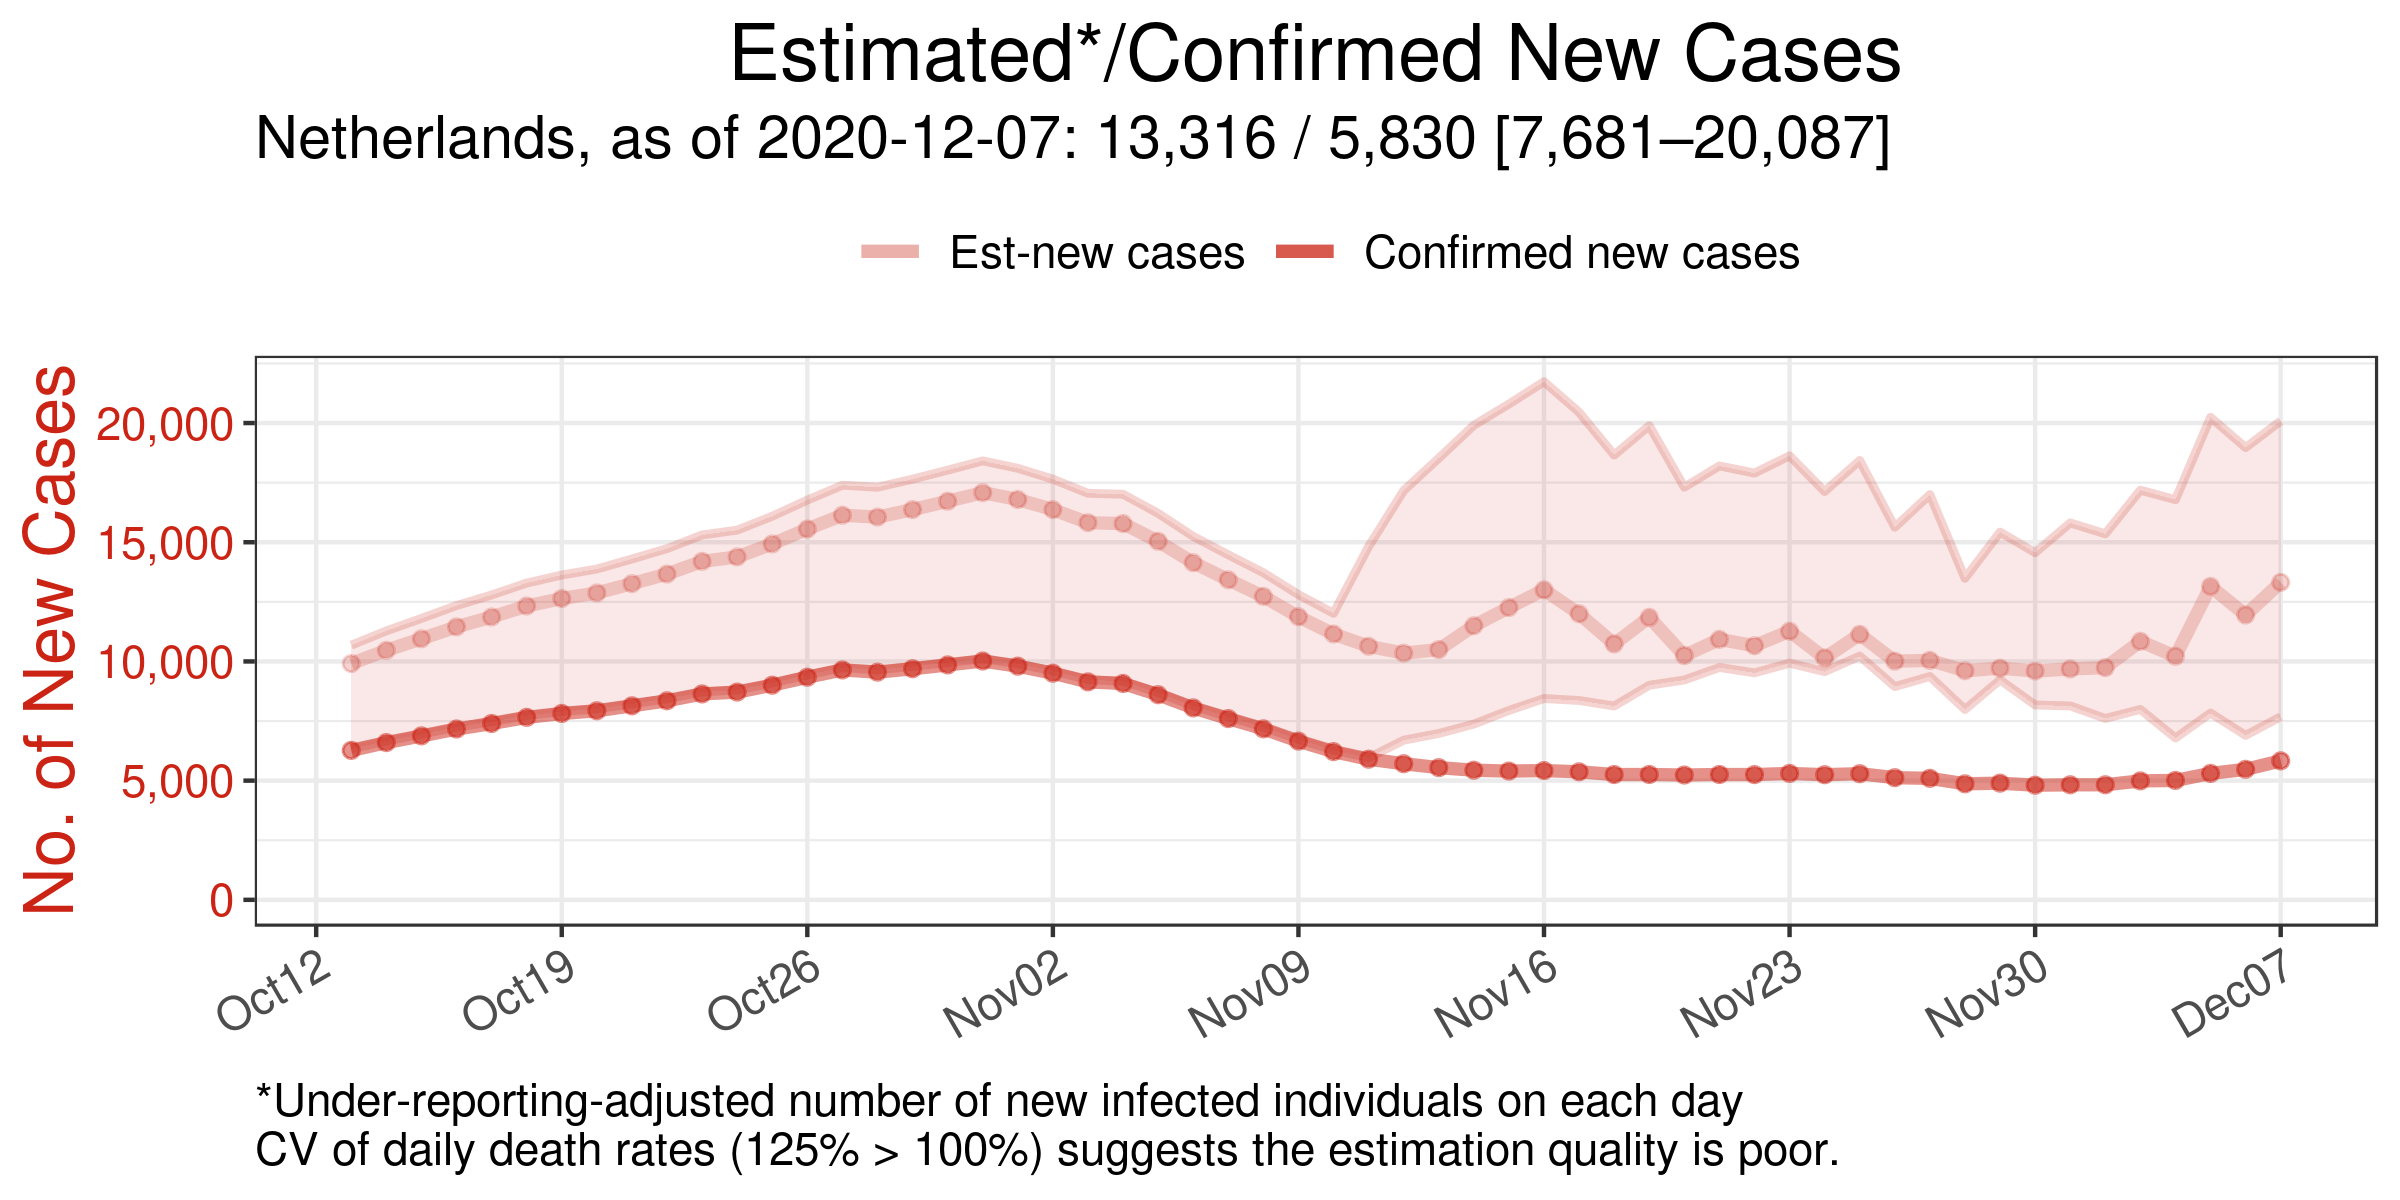 Estimated*/Confirmed New Cases
Netherlands, as of 2020-12-07: 13,316 / 5,830 [7,681–20,087]
Est-new cases
Confirmed new cases
No. of New Cases
20,000
15,000
10,000
5,000
0
Oct12
Oct19
Oct26
Nov02
Nov09
Nov16
Nov23
Nov30
Dec07
*Under-reporting-adjusted number of new infected individuals on each day
CV of daily death rates (125% > 100%) suggests the estimation quality is poor.